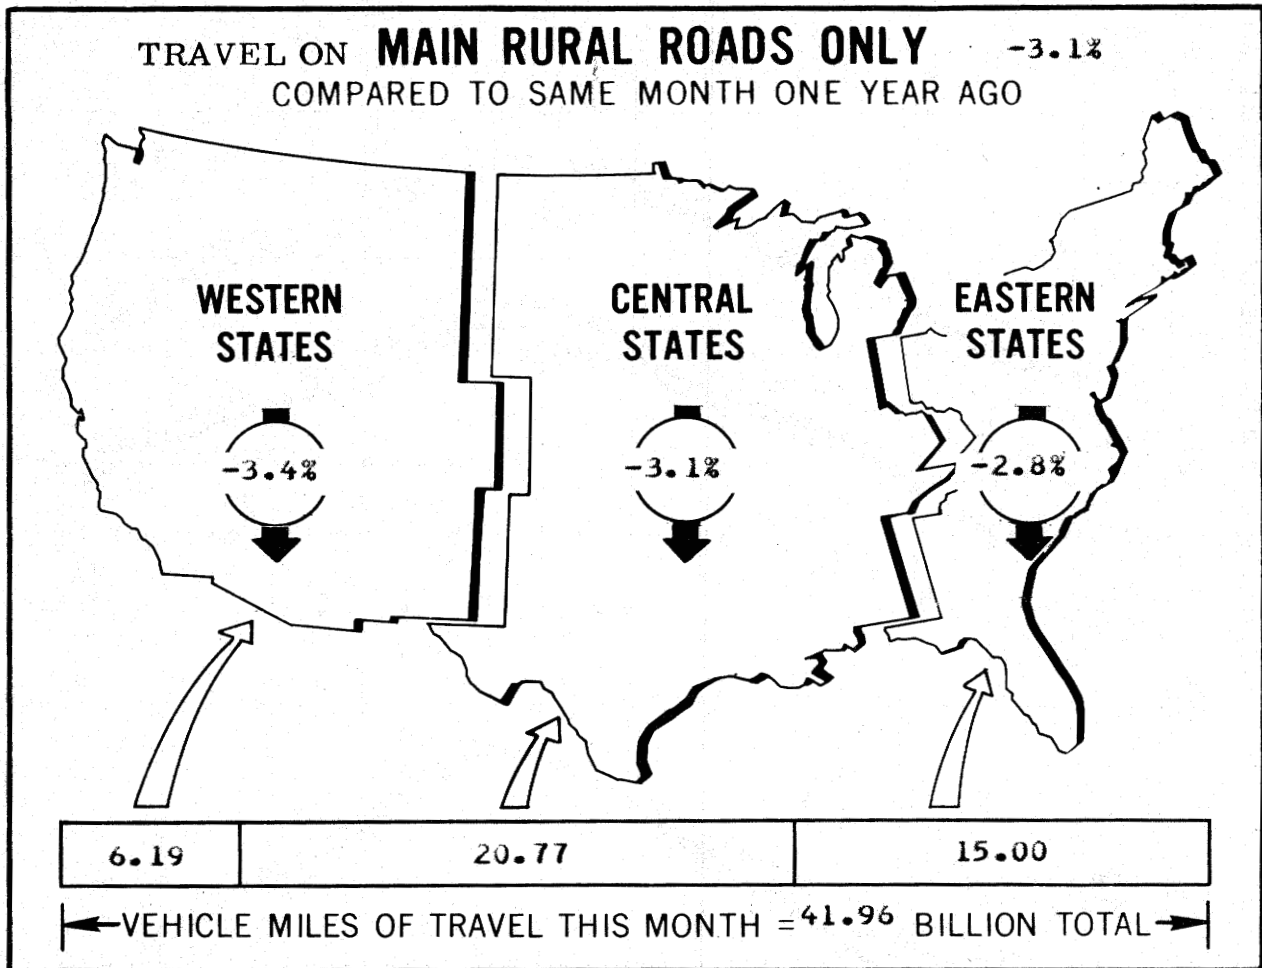 TRAVEL ON MAIN RURAL ROADS ONLY -3.1%
COMPARED TO SAME MONTH ONE YEAR AGO
WESTERN
STATES
-3.4%
CENTRAL
STATES
-3.1%
EASTERN
STATES
-2.8%
6.19 20.77 15.00
VEHICLE MILES OF TRAVEL THIS MONTH = 41.96 BILLION TOTAL